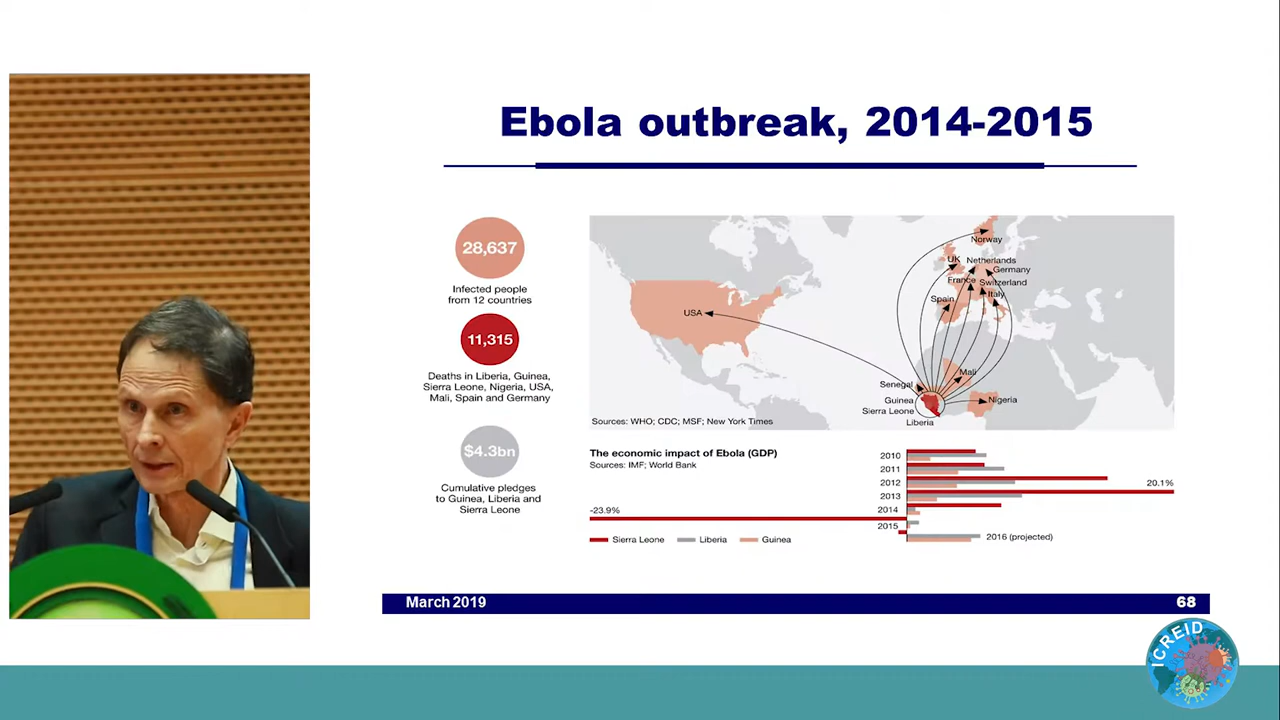 Ebola outbreak, 2014-2015
28,637
Infected people
from 12 countries
11,315
Deaths in Liberia, Guinea,
Sierra Leone, Nigeria, USA,
Mali, Spain and Germany
$4.3bn
Cumulative pledges
to Guinea, Liberia and
Sierra Leone
Norway
UK
Netherlands
Germany
France
Switzerland
Italy
Spain
USA
Mali
Senegal
Nigeria
Guinea
Sierra Leone
Liberia
Sources: WHO; CDC; MSF; New York Times
The economic impact of Ebola (GDP)
Sources: IMF; World Bank
2010
2011
2012
20.1%
2013
-23.9%
2014
2015
2016 (projected)
Sierra Leone
Liberia
Guinea
March 2019
68
ICREID